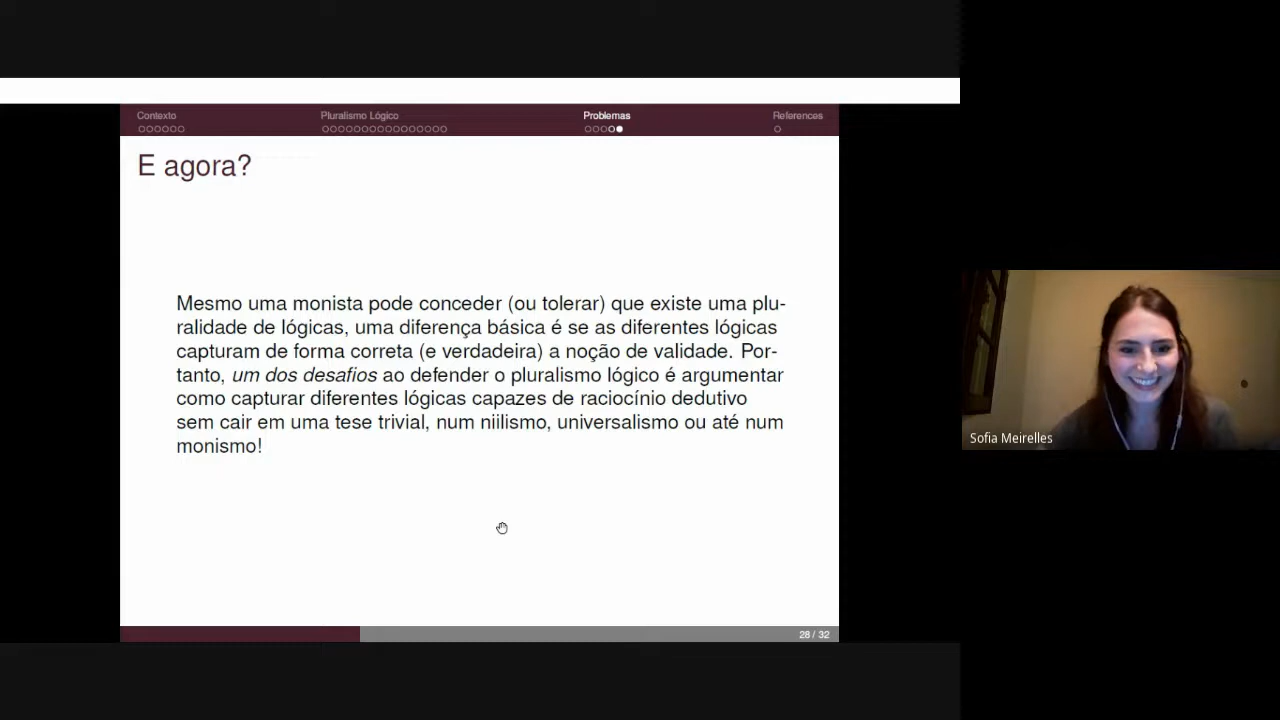 Contexto
Pluralismo Lógico
Problemas
References
E agora?
Mesmo uma monista pode conceder (ou tolerar) que existe uma plu-
ralidade de lógicas, uma diferença básica é se as diferentes lógicas
capturam de forma correta (e verdadeira) a noção de validade. Por-
tanto, um dos desafios ao defender o pluralismo lógico é argumentar
como capturar diferentes lógicas capazes de raciocínio dedutivo
sem cair em uma tese trivial, num niilismo, universalismo ou até num
monismo!
28 / 32
Sofia Meirelles